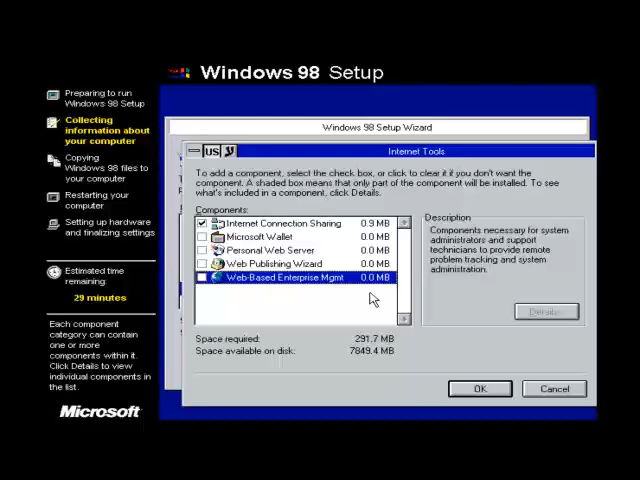 Windows 98 Setup
Preparing to run
Windows 98 Setup
Collecting
information about
your computer
Copying
Windows 98 files to
your computer
Restarting your
computer
Setting up hardware
and finalizing settings
Estimated time
remaining:
29 minutes
Each component
category can contain
one or more
components within it.
Click Details to view
individual components in
the list.
Microsoft
Windows 98 Setup Wizard
US
Internet Tools
To add a component, select the check box, or click to clear it if you don't want the
component. A shaded box means that only part of the component will be installed. To see
what's included in a component, click Details.
Components:
Internet Connection Sharing 0.9 MB
Microsoft Wallet 0.0 MB
Personal Web Server 0.0 MB
Web Publishing Wizard 0.0 MB
Web-Based Enterprise Mgmt 0.0 MB
Description
Components necessary for system
administrators and support
technicians to provide remote
problem tracking and system
administration.
Details...
Space required: 291.7 MB
Space available on disk: 7849.4 MB
OK
Cancel